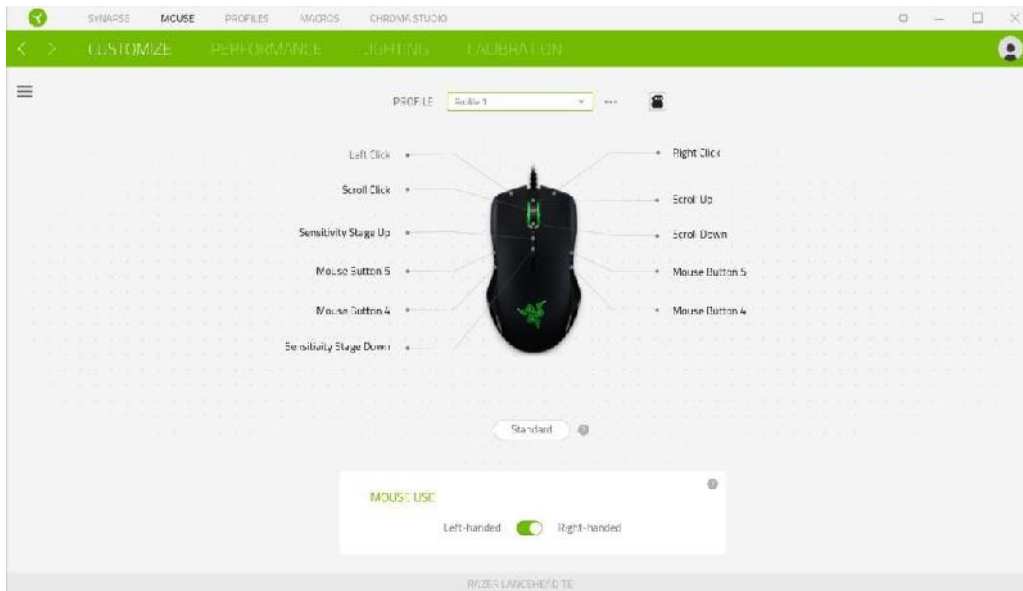 SYNAPSE MOUSE PROFILES MACROS CHROMA STUDIO
CUSTOMIZE PERFORMANCE LIGHTING CALIBRATION
PROFILE Profile 1
Left Click
Right Click
Scroll Click
Scroll Up
Sensitivity Stage Up
Scroll Down
Mouse Button 5
Mouse Button 5
Mouse Button 4
Mouse Button 4
Sensitivity Stage Down
Standard
MOUSE USE
Left-handed Right-handed
RAZER LANCEHEAD TE